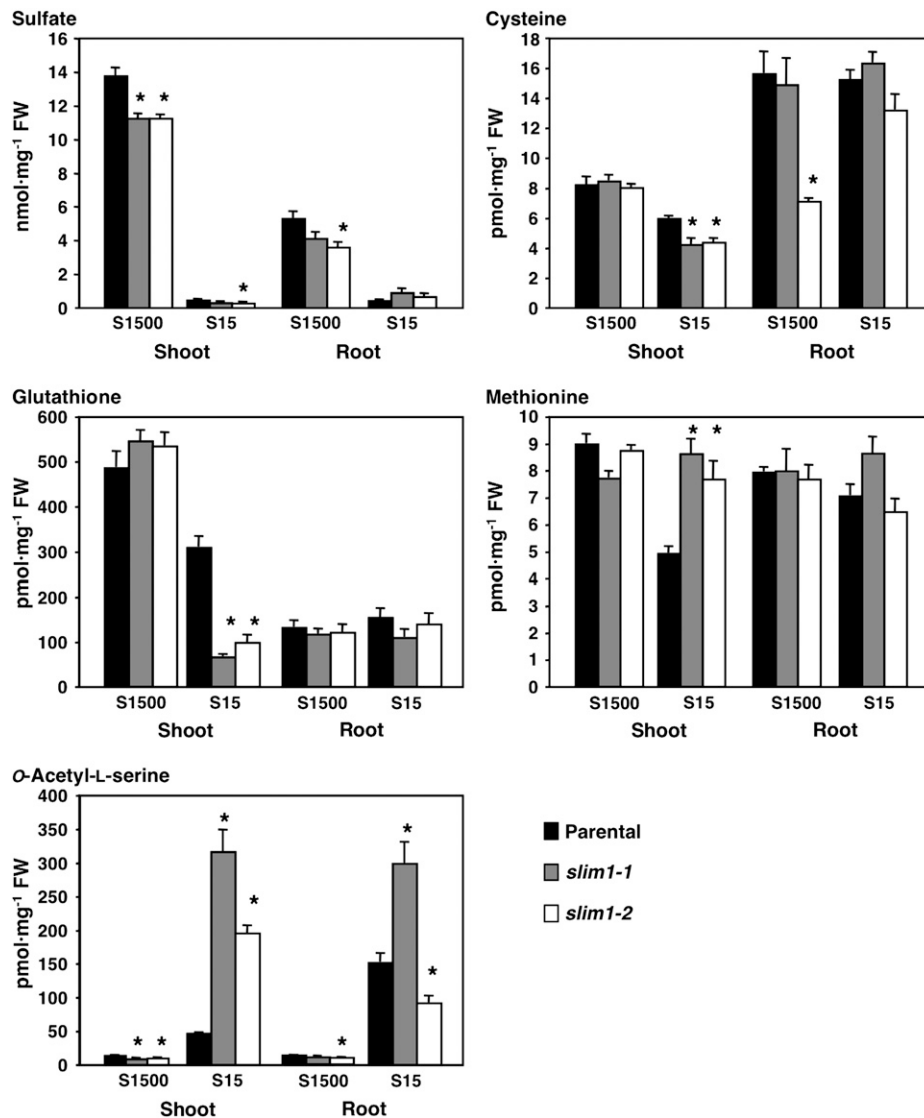 Sulfate
16
14
12
10
8
6
4
2
0
nmol·mg⁻¹ FW
* *
*
*
S1500 S15 S1500 S15
Shoot Root
Cysteine
18
16
14
12
10
8
6
4
2
0
pmol·mg⁻¹ FW
* *
*
S1500 S15 S1500 S15
Shoot Root
Glutathione
600
500
400
300
200
100
0
pmol·mg⁻¹ FW
* *
S1500 S15 S1500 S15
Shoot Root
Methionine
10
9
8
7
6
5
4
3
2
1
0
pmol·mg⁻¹ FW
* *
S1500 S15 S1500 S15
Shoot Root
O-Acetyl-L-serine
400
350
300
250
200
150
100
50
0
pmol·mg⁻¹ FW
* *
*
*
*
*
*
S1500 S15 S1500 S15
Shoot Root
Parental
slim1-1
slim1-2